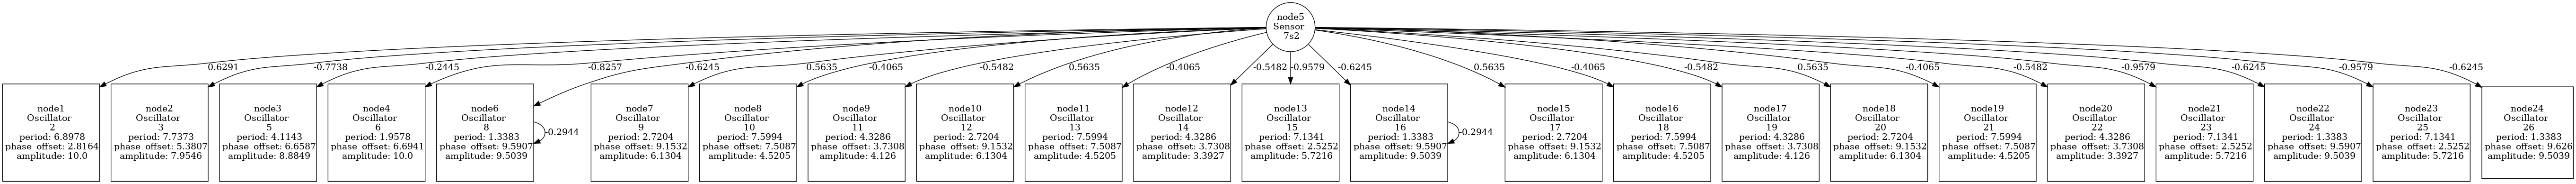 node5
Sensor
7s2
0.6291
-0.7738
-0.2445
-0.8257
-0.6245
0.5635
-0.4065
-0.5482
0.5635
-0.4065
-0.5482
-0.9579
-0.6245
0.5635
-0.4065
-0.5482
0.5635
-0.4065
-0.5482
-0.9579
-0.6245
-0.9579
-0.6245
node1
Oscillator
2
period: 6.8978
phase_offset: 2.8164
amplitude: 10.0
node2
Oscillator
3
period: 7.7373
phase_offset: 5.3807
amplitude: 7.9546
node3
Oscillator
5
period: 4.1143
phase_offset: 6.6587
amplitude: 8.8849
node4
Oscillator
6
period: 1.9578
phase_offset: 6.6941
amplitude: 10.0
node6
Oscillator
8
period: 1.3383
phase_offset: 9.5907
amplitude: 9.5039
-0.2944
node7
Oscillator
9
period: 2.7204
phase_offset: 9.1532
amplitude: 6.1304
node8
Oscillator
10
period: 7.5994
phase_offset: 7.5087
amplitude: 4.5205
node9
Oscillator
11
period: 4.3286
phase_offset: 3.7308
amplitude: 4.126
node10
Oscillator
12
period: 2.7204
phase_offset: 9.1532
amplitude: 6.1304
node11
Oscillator
13
period: 7.5994
phase_offset: 7.5087
amplitude: 4.5205
node12
Oscillator
14
period: 4.3286
phase_offset: 3.7308
amplitude: 3.3927
node13
Oscillator
15
period: 7.1341
phase_offset: 2.5252
amplitude: 5.7216
node14
Oscillator
16
period: 1.3383
phase_offset: 9.5907
amplitude: 9.5039
-0.2944
node15
Oscillator
17
period: 2.7204
phase_offset: 9.1532
amplitude: 6.1304
node16
Oscillator
18
period: 7.5994
phase_offset: 7.5087
amplitude: 4.5205
node17
Oscillator
19
period: 4.3286
phase_offset: 3.7308
amplitude: 4.126
node18
Oscillator
20
period: 2.7204
phase_offset: 9.1532
amplitude: 6.1304
node19
Oscillator
21
period: 7.5994
phase_offset: 7.5087
amplitude: 4.5205
node20
Oscillator
22
period: 4.3286
phase_offset: 3.7308
amplitude: 3.3927
node21
Oscillator
23
period: 7.1341
phase_offset: 2.5252
amplitude: 5.7216
node22
Oscillator
24
period: 1.3383
phase_offset: 9.5907
amplitude: 9.5039
node23
Oscillator
25
period: 7.1341
phase_offset: 2.5252
amplitude: 5.7216
node24
Oscillator
26
period: 1.3383
phase_offset: 9.626
amplitude: 9.5039